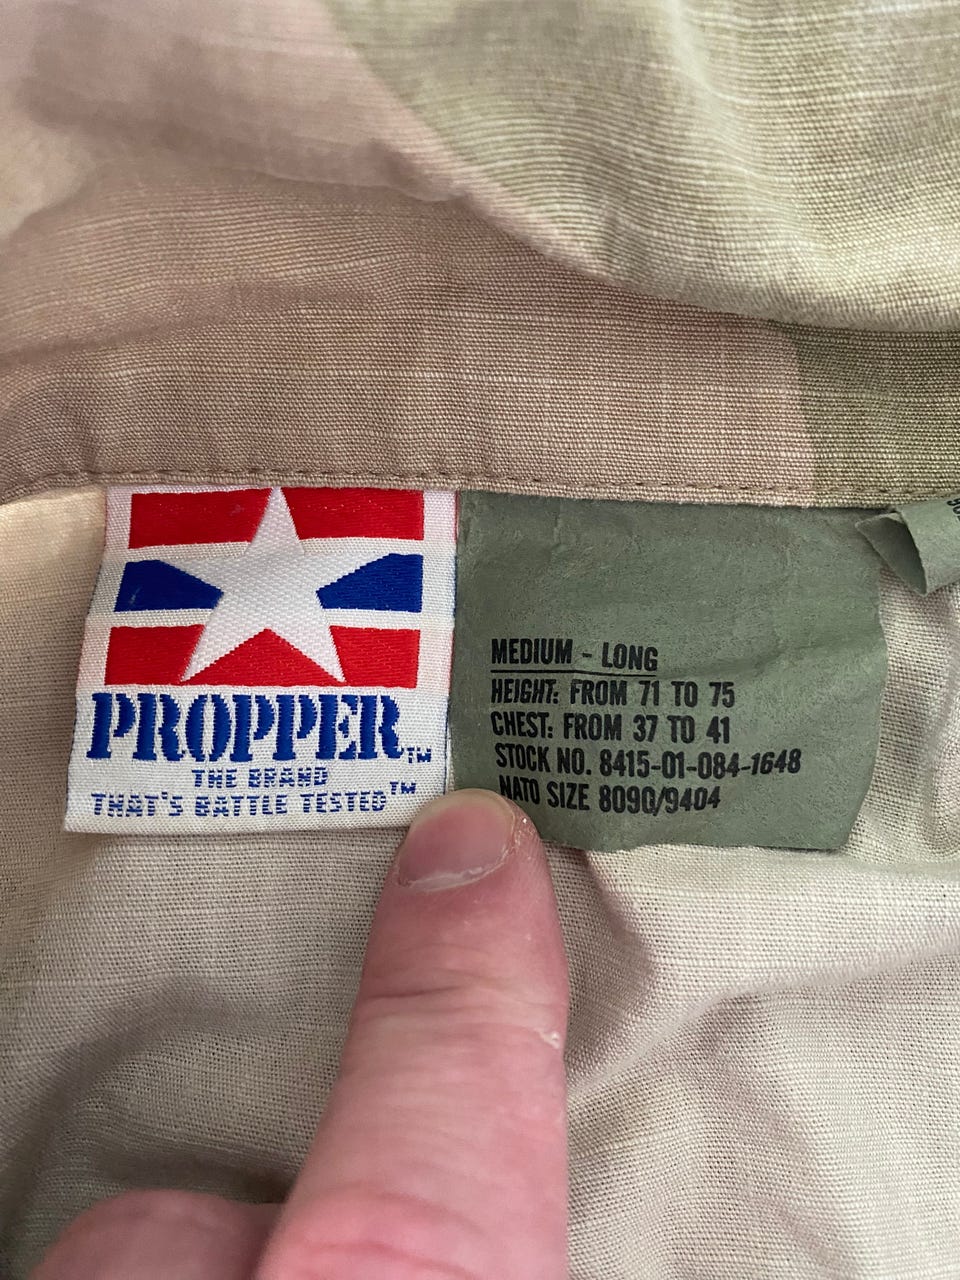 PROPPER™
THE BRAND
THAT'S BATTLE TESTED™
MEDIUM - LONG
HEIGHT: FROM 71 TO 75
CHEST: FROM 37 TO 41
STOCK NO. 8415-01-084-1648
NATO SIZE 8090/9404